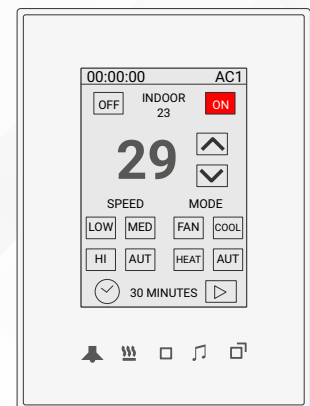 00:00:00 AC1
OFF INDOOR ON
23
29
SPEED MODE
LOW MED FAN COOL
HI AUT HEAT AUT
30 MINUTES